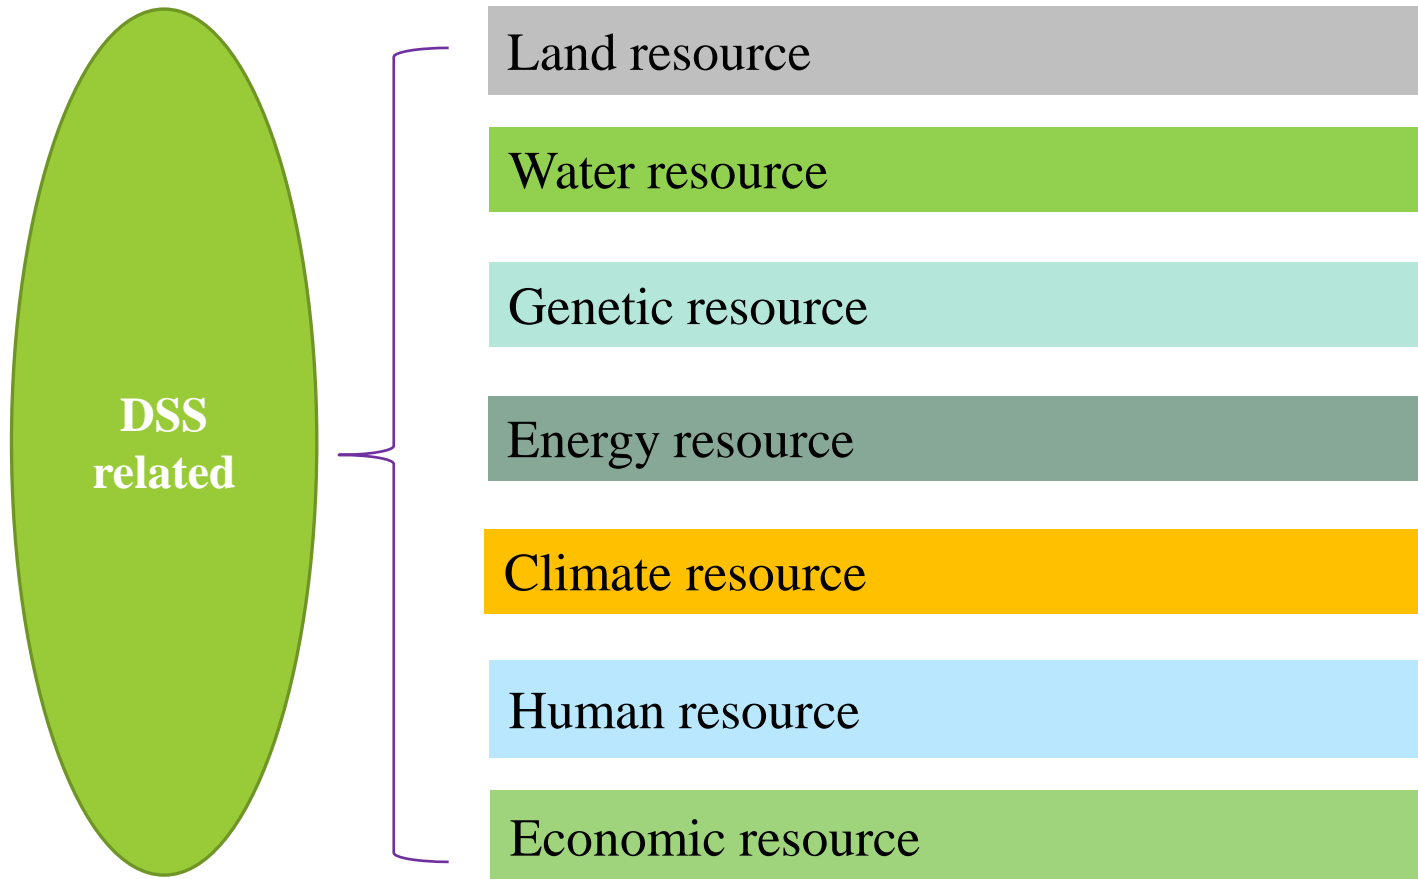 DSS
related
Land resource
Water resource
Genetic resource
Energy resource
Climate resource
Human resource
Economic resource